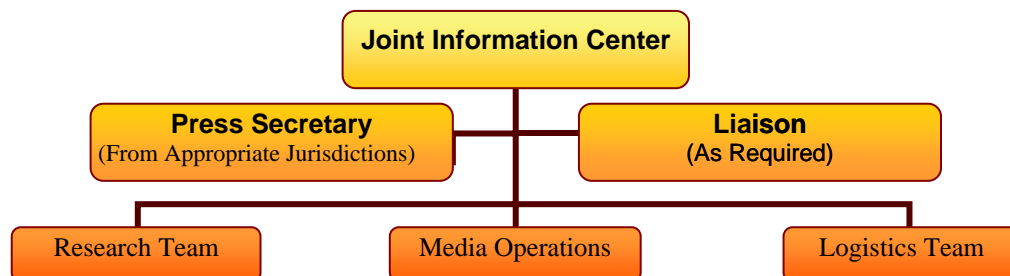 Joint Information Center
Press Secretary
(From Appropriate Jurisdictions)
Liaison
(As Required)
Research Team
Media Operations
Logistics Team